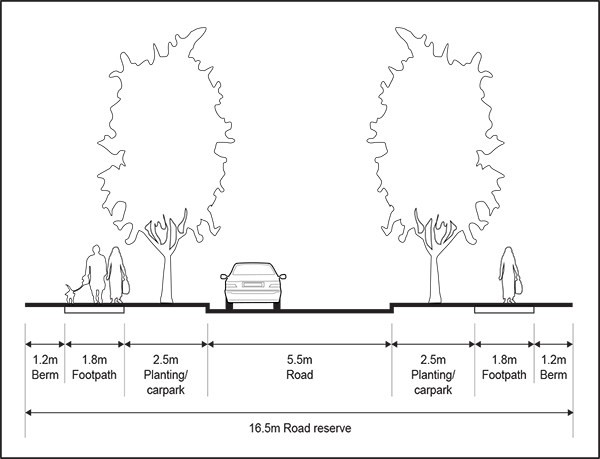 1.2m 1.8m 2.5m 5.5m 2.5m 1.8m 1.2m
Berm Footpath Planting/ Road Planting/ Footpath Berm
carpark carpark
16.5m Road reserve